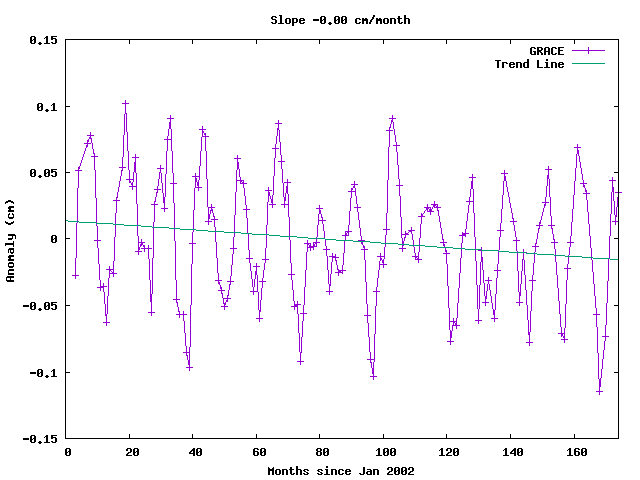 Slope -0.00 cm/month
GRACE
Trend Line
0.15
0.1
0.05
0
-0.05
-0.1
-0.15
Anomaly (cm)
0 20 40 60 80 100 120 140 160
Months since Jan 2002